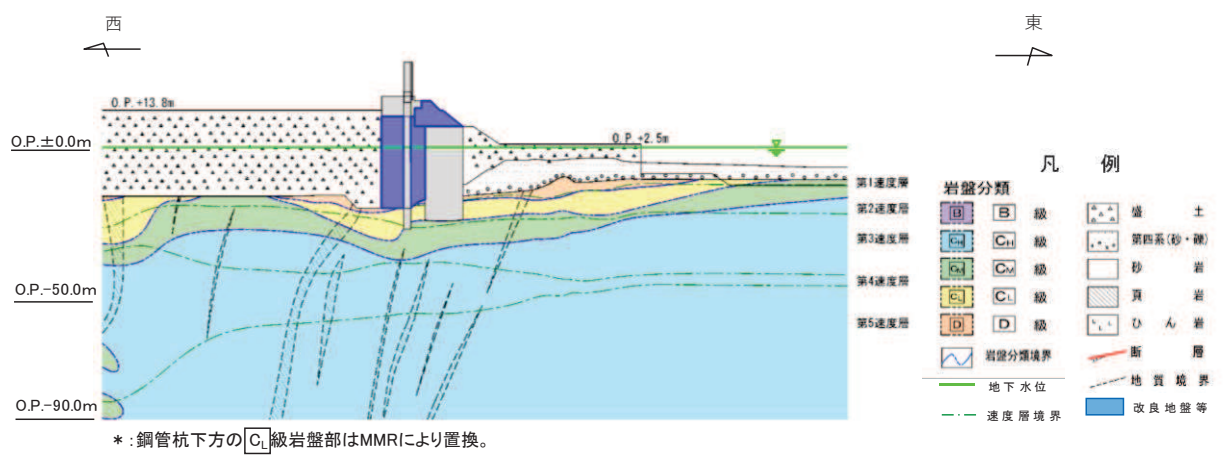 西
東
O.P.+13.8m
O.P.±0.0m
O.P.+2.5m
凡 例
第1速度層
第2速度層
第3速度層
第4速度層
第5速度層
O.P.-50.0m
O.P.-90.0m
岩盤分類
B B 級
CH CH 級
CM CM 級
CL CL 級
D D 級
岩盤分類境界
地下水位
速度層境界
盛 土
第四系(砂・礫)
砂 岩
頁 岩
ひ ん 岩
断 層
地 質 境 界
改 良 地 盤 等
*:鋼管杭下方のCL級岩盤部はMMRにより置換。